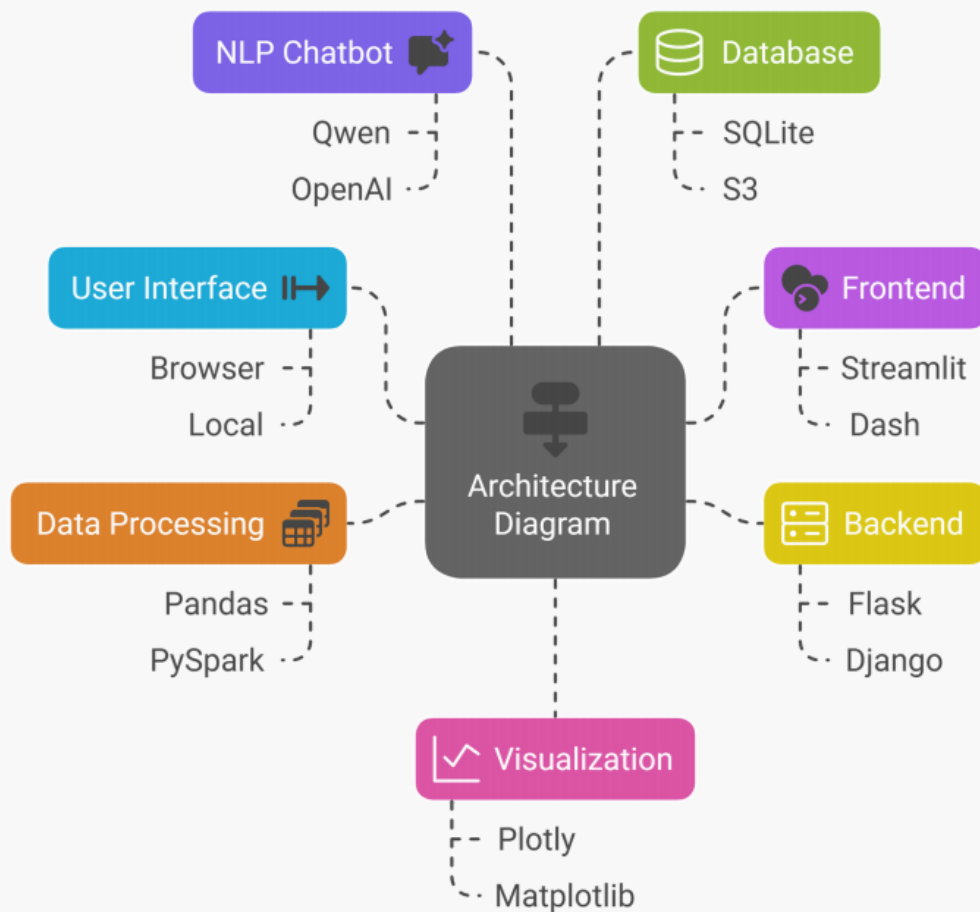 NLP Chatbot
Qwen
OpenAI
Database
SQLite
S3
User Interface
Browser
Local
Frontend
Streamlit
Dash
Architecture
Diagram
Data Processing
Pandas
PySpark
Backend
Flask
Django
Visualization
Plotly
Matplotlib